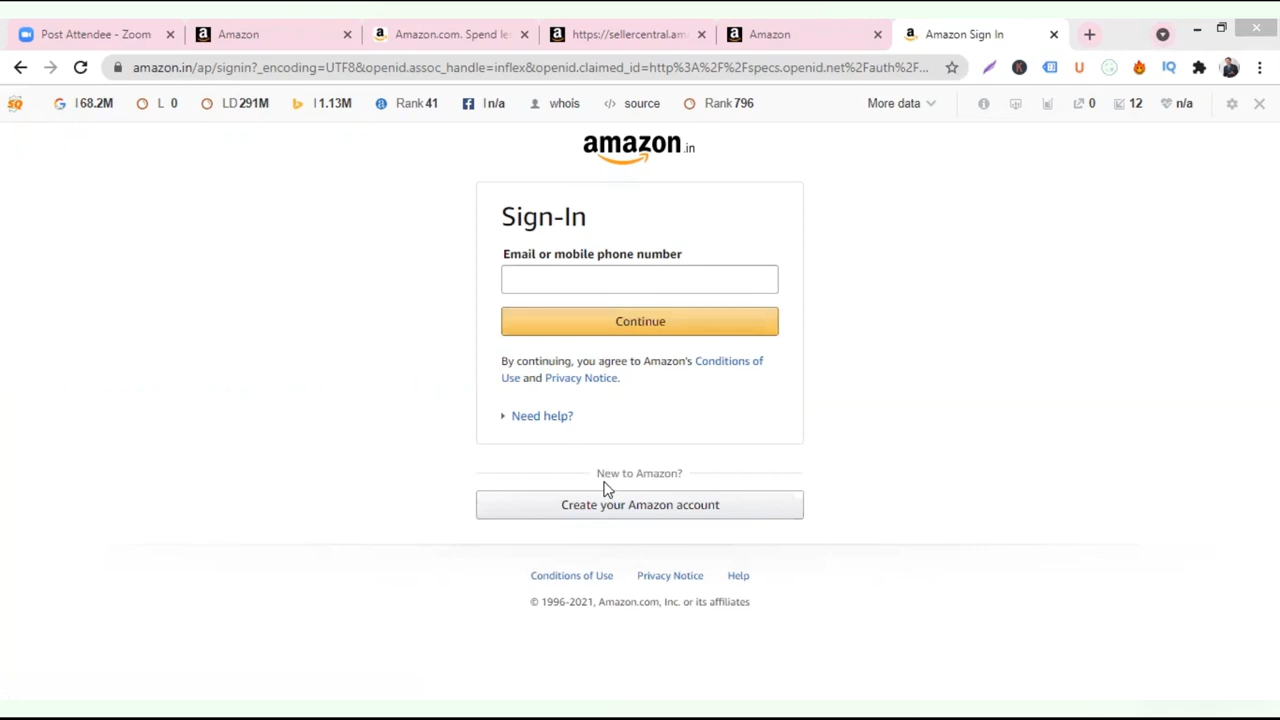 Post Attendee - Zoom
Amazon
Amazon.com. Spend les
https://sellercentral.am
Amazon
Amazon Sign In
amazon.in/ap/signin?_encoding=UTF8&openid.assoc_handle=inflex&openid.claimed_id=http%3A%2F%2Fspecs.openid.net%2Fauth%2F...
SQ I 68.2M L 0 LD 291M I 1.13M Rank 41 I n/a whois source Rank 796 More data 0 12 n/a
amazon.in
Sign-In
Email or mobile phone number
Continue
By continuing, you agree to Amazon's Conditions of
Use and Privacy Notice.
Need help?
New to Amazon?
Create your Amazon account
Conditions of Use Privacy Notice Help
© 1996-2021, Amazon.com, Inc. or its affiliates